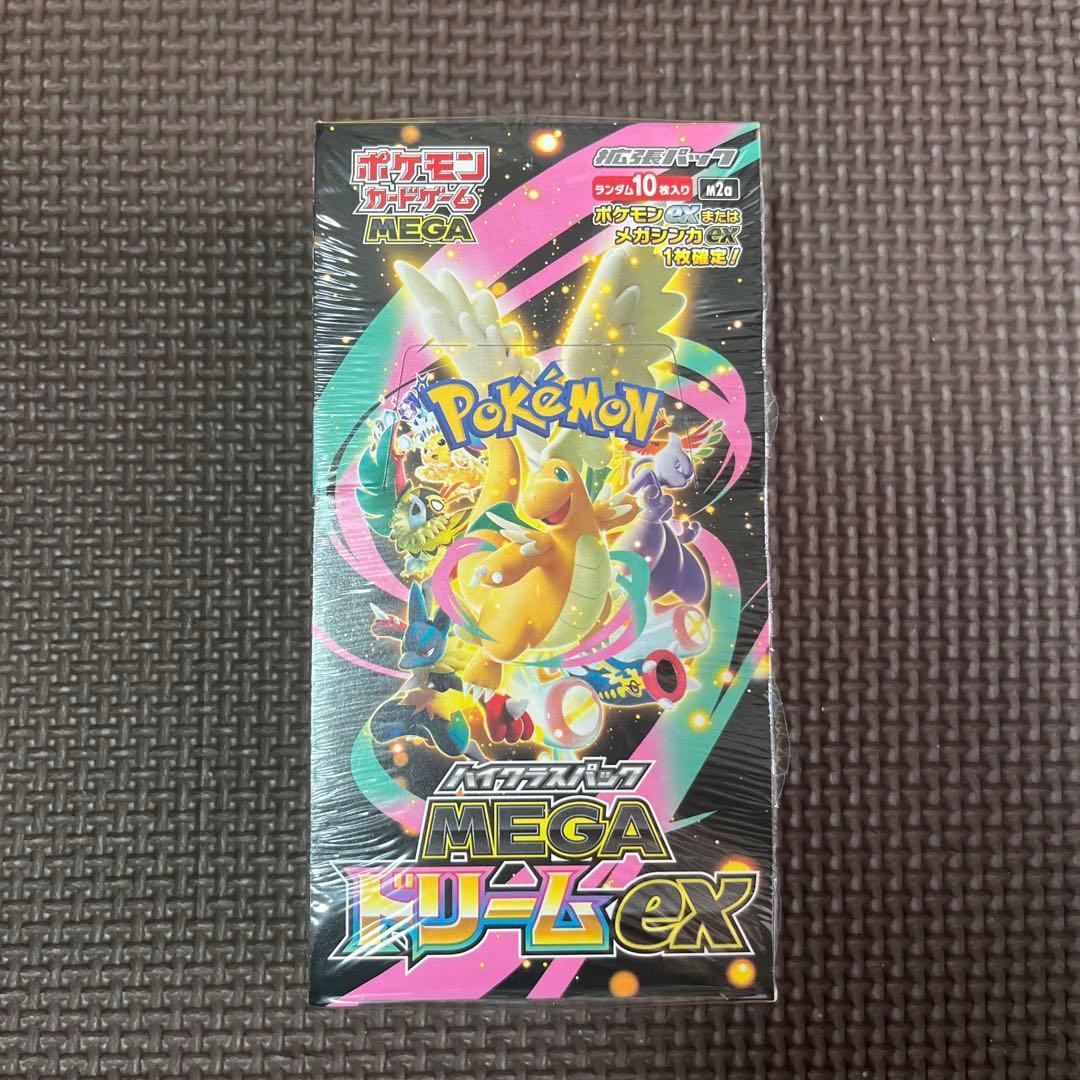 ポケモン
カードゲーム
MEGA
拡張パック
ランダム10枚入り M2a
ポケモンexまたは
メガシンカex
1枚確定!
POKéMON
ハイクラスパック
MEGA
ドリームex